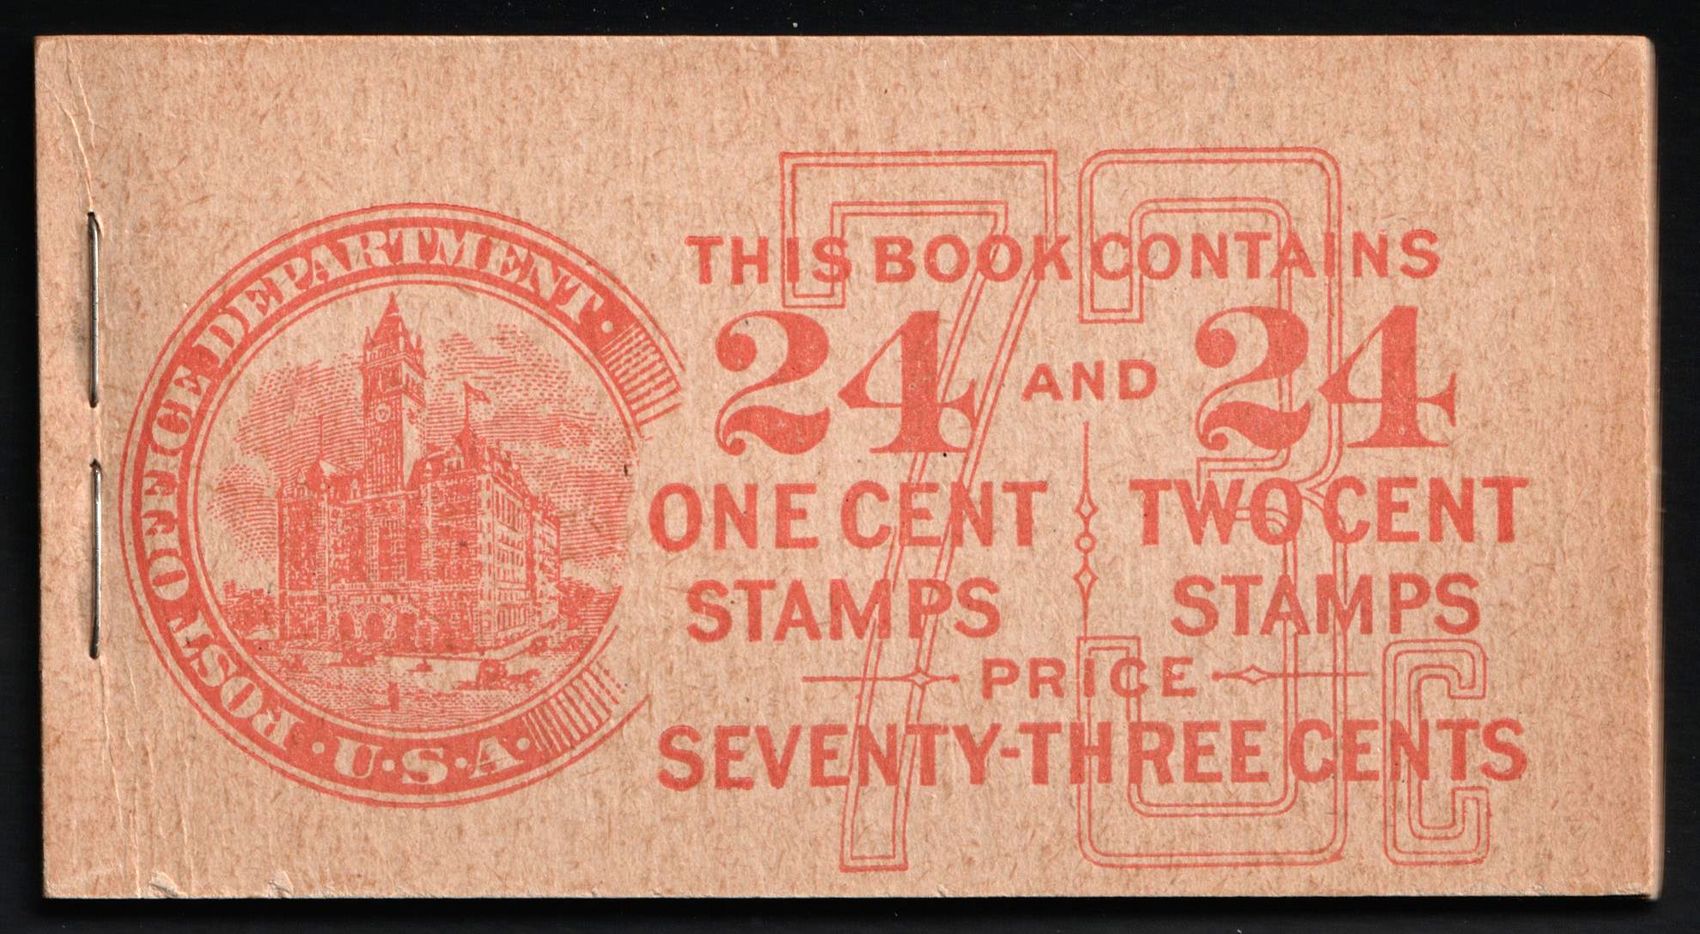 POST OFFICE DEPARTMENT · U·S·A·
73c
THIS BOOK CONTAINS
24 AND 24
ONE CENT TWO CENT
STAMPS STAMPS
PRICE
SEVENTY-THREE CENTS